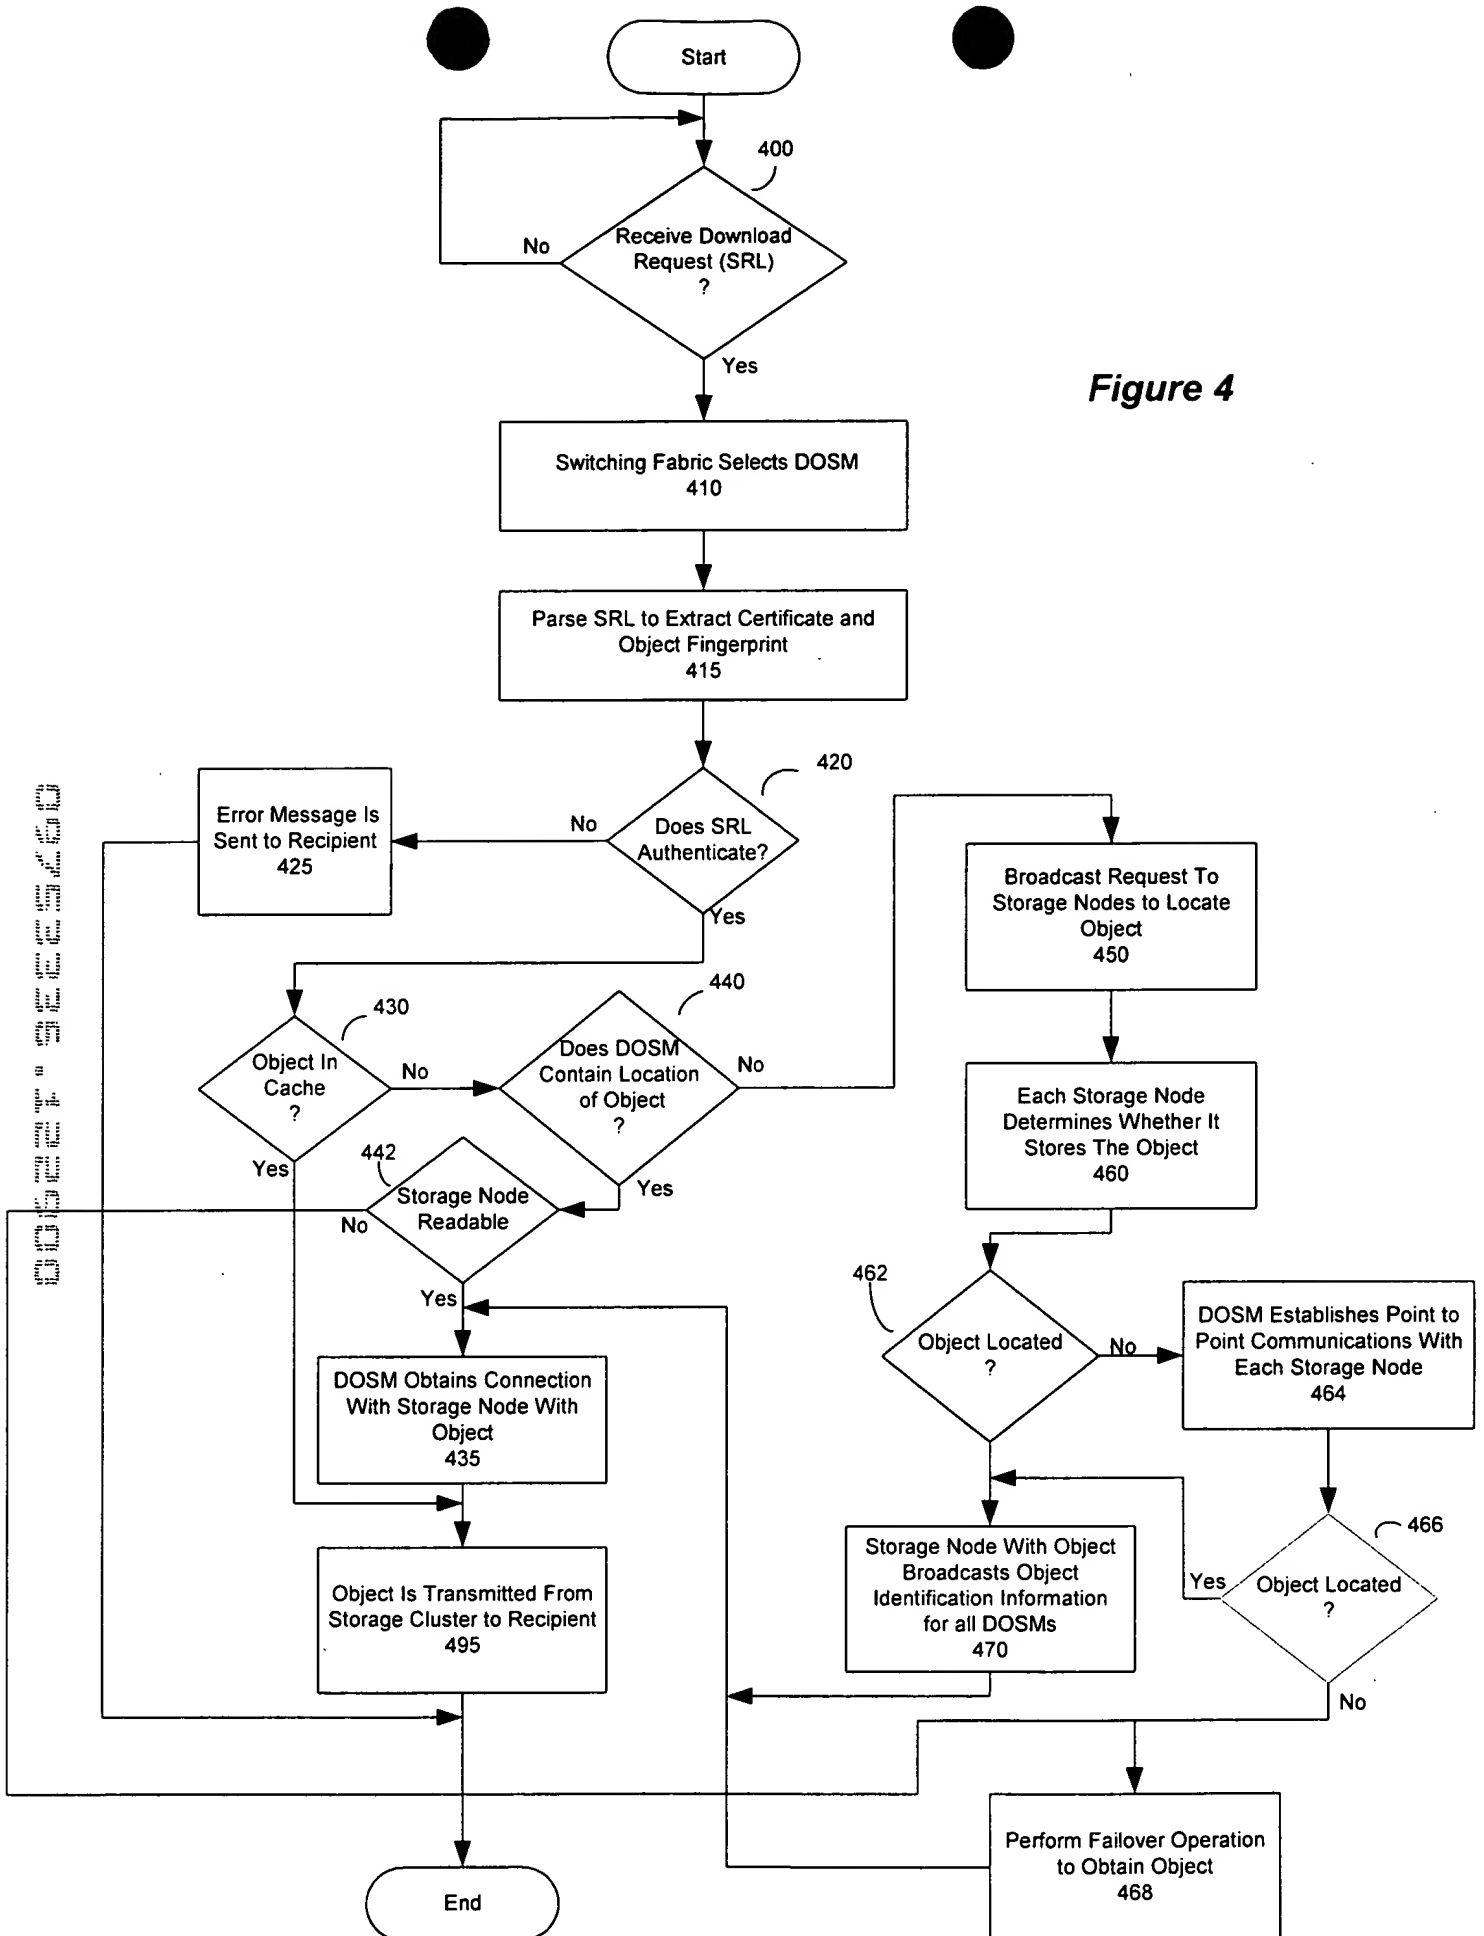 Start
400
Receive Download
Request (SRL)
?
No
Yes
Figure 4
Switching Fabric Selects DOSM
410
Parse SRL to Extract Certificate and
Object Fingerprint
415
420
Does SRL
Authenticate?
No
Yes
Error Message Is
Sent to Recipient
425
Broadcast Request To
Storage Nodes to Locate
Object
450
430
Object In
Cache
?
No
Yes
440
Does DOSM
Contain Location
of Object
?
No
Yes
Each Storage Node
Determines Whether It
Stores The Object
460
442
Storage Node
Readable
No
Yes
462
Object Located
?
No
DOSM Establishes Point to
Point Communications With
Each Storage Node
464
DOSM Obtains Connection
With Storage Node With
Object
435
466
Object Located
?
Yes
No
Storage Node With Object
Broadcasts Object
Identification Information
for all DOSMs
470
Object Is Transmitted From
Storage Cluster to Recipient
495
Perform Failover Operation
to Obtain Object
468
End